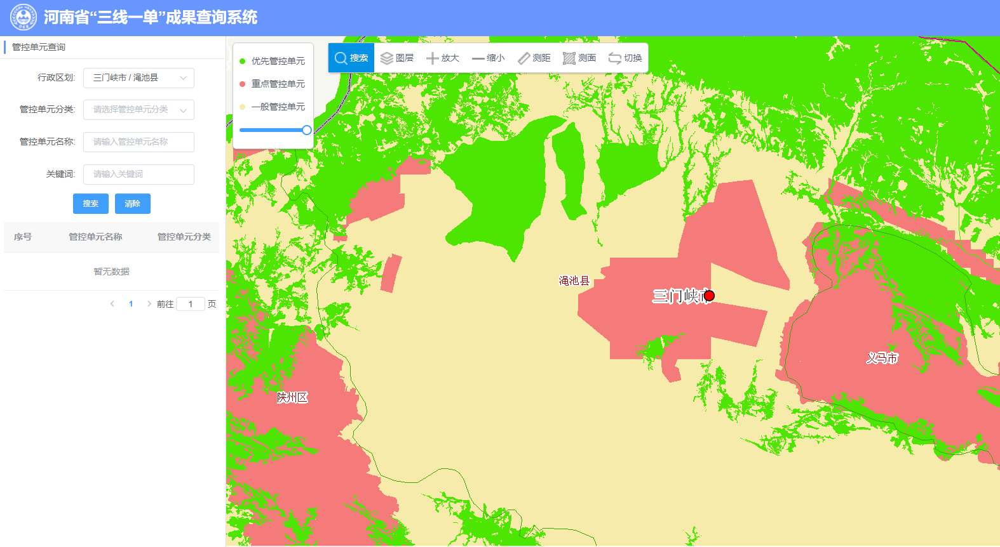 河南省“三线一单”成果查询系统
管控单元查询
行政区划: 三门峡市 / 渑池县
管控单元分类: 请选择管控单元分类
管控单元名称: 请输入管控单元名称
关键词: 请输入关键词
搜索 清除
序号 管控单元名称 管控单元分类
暂无数据
1 前往 1 页
优先管控单元
重点管控单元
一般管控单元
搜索 图层 放大 缩小 测距 测面 切换
渑池县
三门峡市
义马市
陕州区